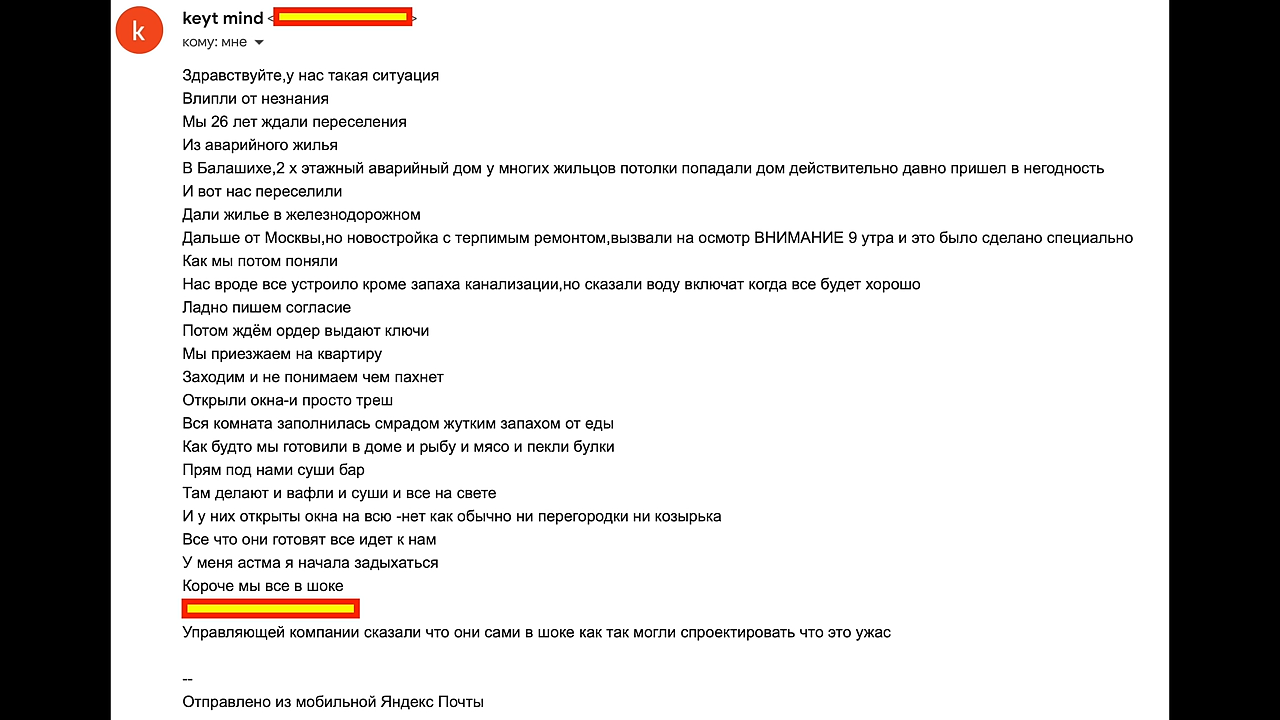 k
keyt mind < >
кому: мне
Здравствуйте,у нас такая ситуация
Влипли от незнания
Мы 26 лет ждали переселения
Из аварийного жилья
В Балашихе,2 х этажный аварийный дом у многих жильцов потолки попадали дом действительно давно пришел в негодность
И вот нас переселили
Дали жилье в железнодорожном
Дальше от Москвы,но новостройка с терпимым ремонтом,вызвали на осмотр ВНИМАНИЕ 9 утра и это было сделано специально
Как мы потом поняли
Нас вроде все устроило кроме запаха канализации,но сказали воду включат когда все будет хорошо
Ладно пишем согласие
Потом ждём ордер выдают ключи
Мы приезжаем на квартиру
Заходим и не понимаем чем пахнет
Открыли окна-и просто треш
Вся комната заполнилась смрадом жутким запахом от еды
Как будто мы готовили в доме и рыбу и мясо и пекли булки
Прям под нами суши бар
Там делают и вафли и суши и все на свете
И у них открыты окна на всю -нет как обычно ни перегородки ни козырька
Все что они готовят все идет к нам
У меня астма я начала задыхаться
Короче мы все в шоке
Управляющей компании сказали что они сами в шоке как так могли спроектировать что это ужас
--
Отправлено из мобильной Яндекс Почты